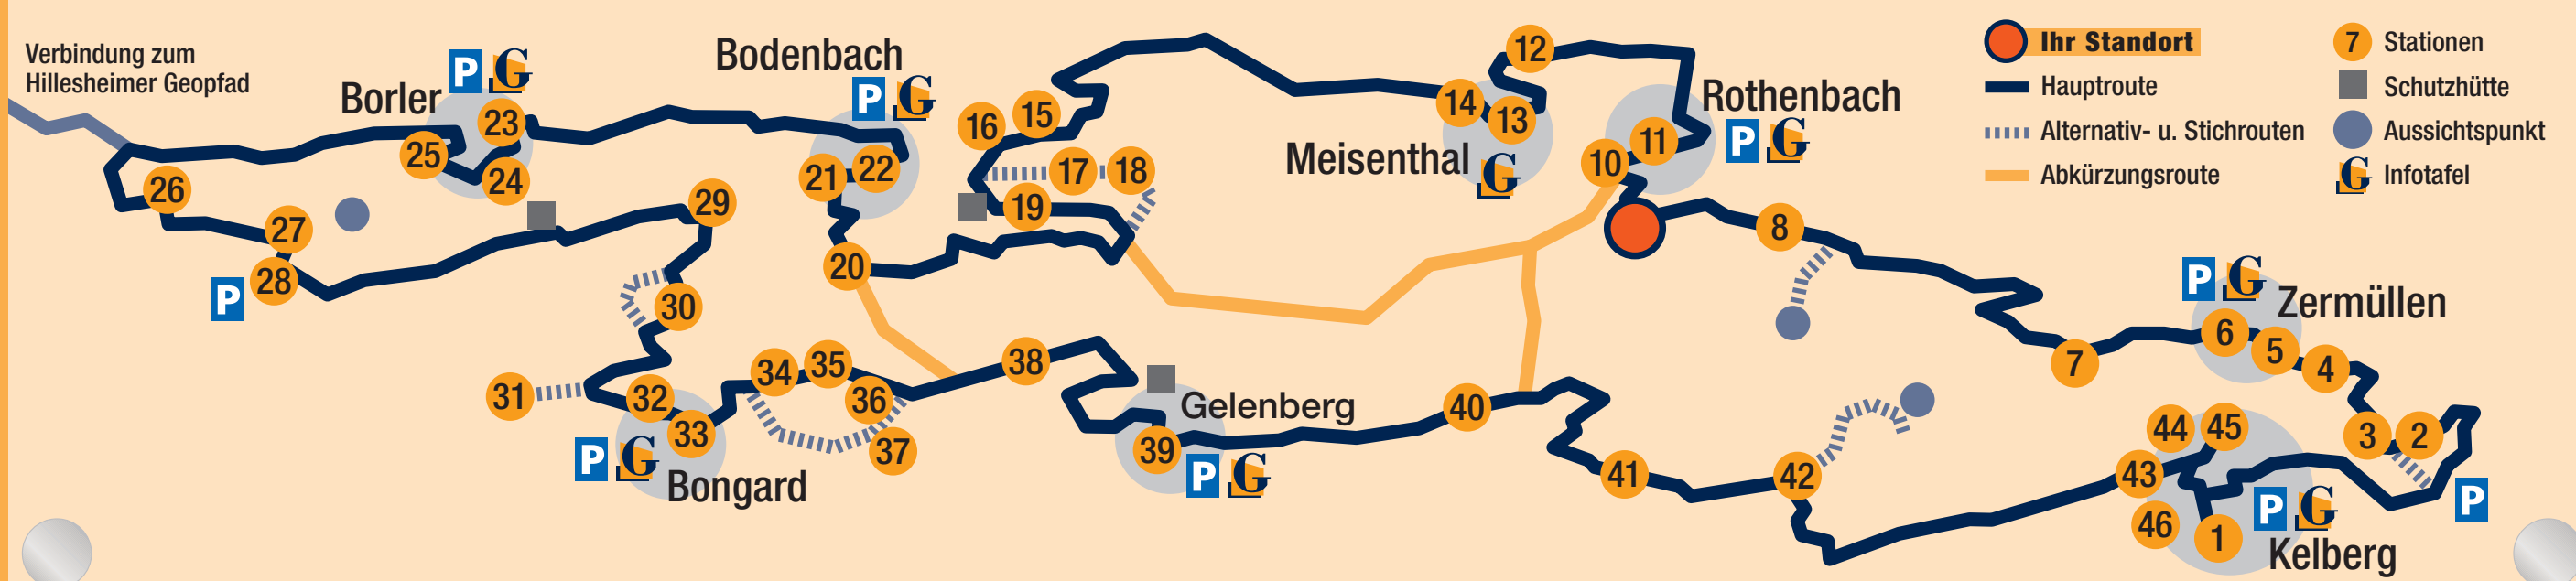 Verbindung zum
Hillesheimer Geopfad
Borler
P G
23
25
24
26
27
28
P
29
30
31
32
33
P G
Bongard
Bodenbach
P G
21
22
20
34
35
36
37
38
16
15
17
18
19
Gelenberg
39
P G
40
Meisenthal
G
14
13
12
Rothenbach
P G
10
11
8
7
41
42
P G
Zermüllen
6
5
4
3
2
P
44
45
43
46
1
P G
Kelberg
Ihr Standort
Hauptroute
Alternativ- u. Stichrouten
Abkürzungsroute
7 Stationen
Schutzhütte
Aussichtspunkt
G Infotafel